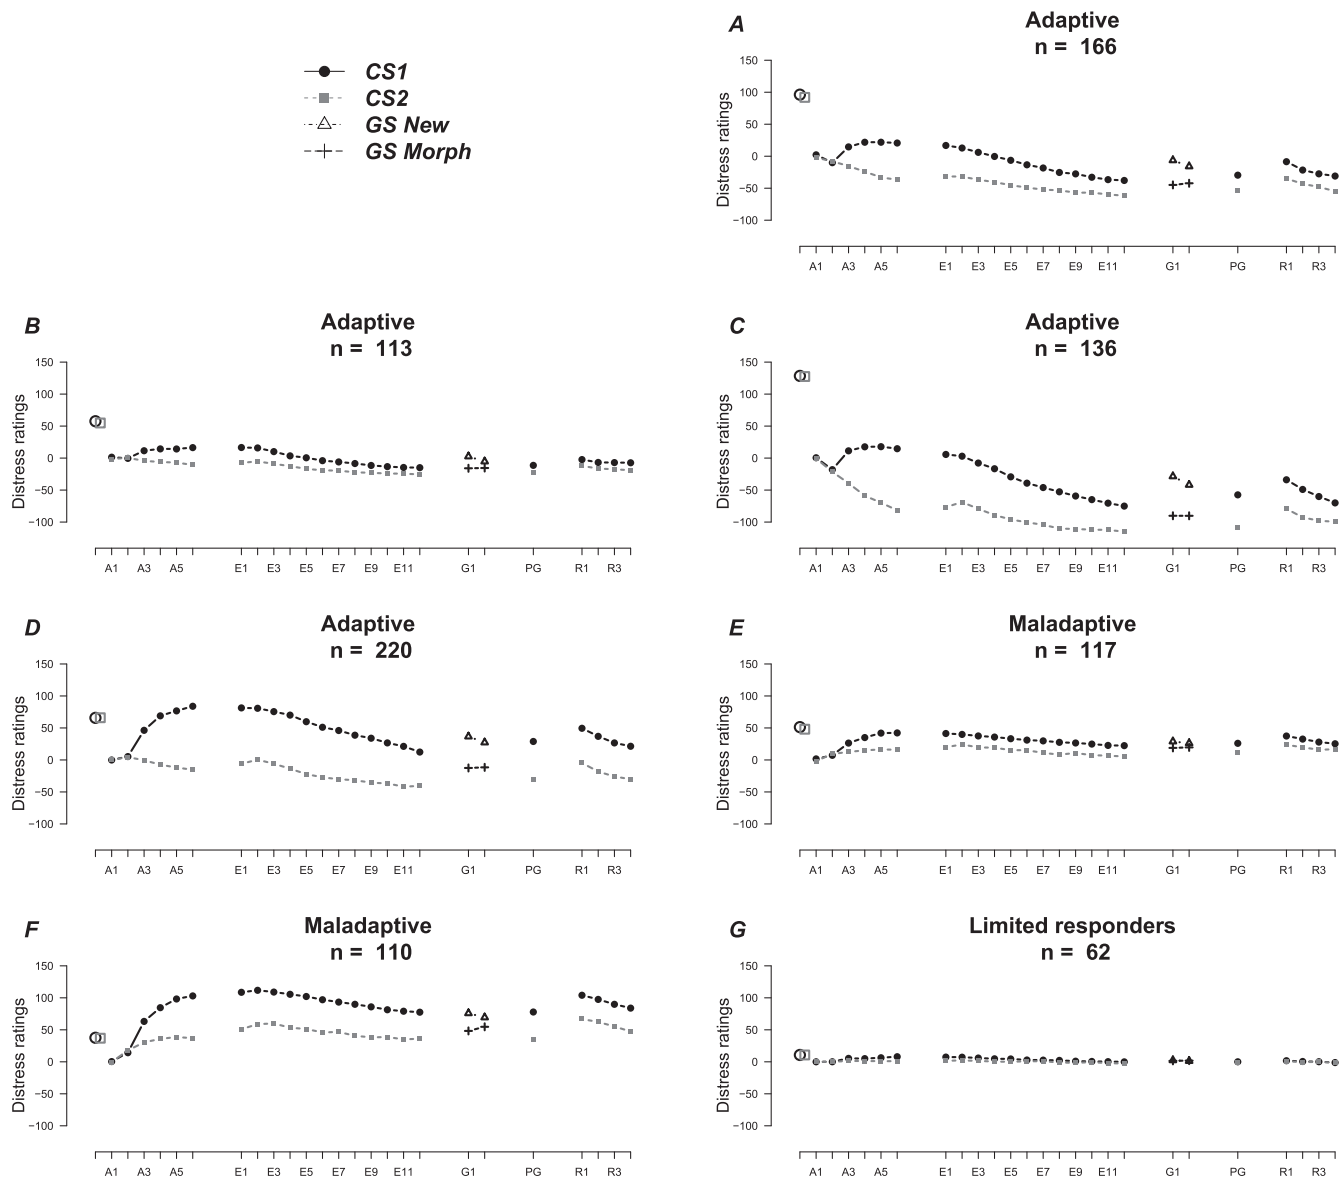 A
Adaptive
n = 166
CS1
CS2
GS New
GS Morph
Distress ratings
150
100
50
0
−50
−100
A1 A3 A5 E1 E3 E5 E7 E9 E11 G1 PG R1 R3
B
Adaptive
n = 113
Distress ratings
150
100
50
0
−50
−100
A1 A3 A5 E1 E3 E5 E7 E9 E11 G1 PG R1 R3
C
Adaptive
n = 136
Distress ratings
150
100
50
0
−50
−100
A1 A3 A5 E1 E3 E5 E7 E9 E11 G1 PG R1 R3
D
Adaptive
n = 220
Distress ratings
150
100
50
0
−50
−100
A1 A3 A5 E1 E3 E5 E7 E9 E11 G1 PG R1 R3
E
Maladaptive
n = 117
Distress ratings
150
100
50
0
−50
−100
A1 A3 A5 E1 E3 E5 E7 E9 E11 G1 PG R1 R3
F
Maladaptive
n = 110
Distress ratings
150
100
50
0
−50
−100
A1 A3 A5 E1 E3 E5 E7 E9 E11 G1 PG R1 R3
G
Limited responders
n = 62
Distress ratings
150
100
50
0
−50
−100
A1 A3 A5 E1 E3 E5 E7 E9 E11 G1 PG R1 R3